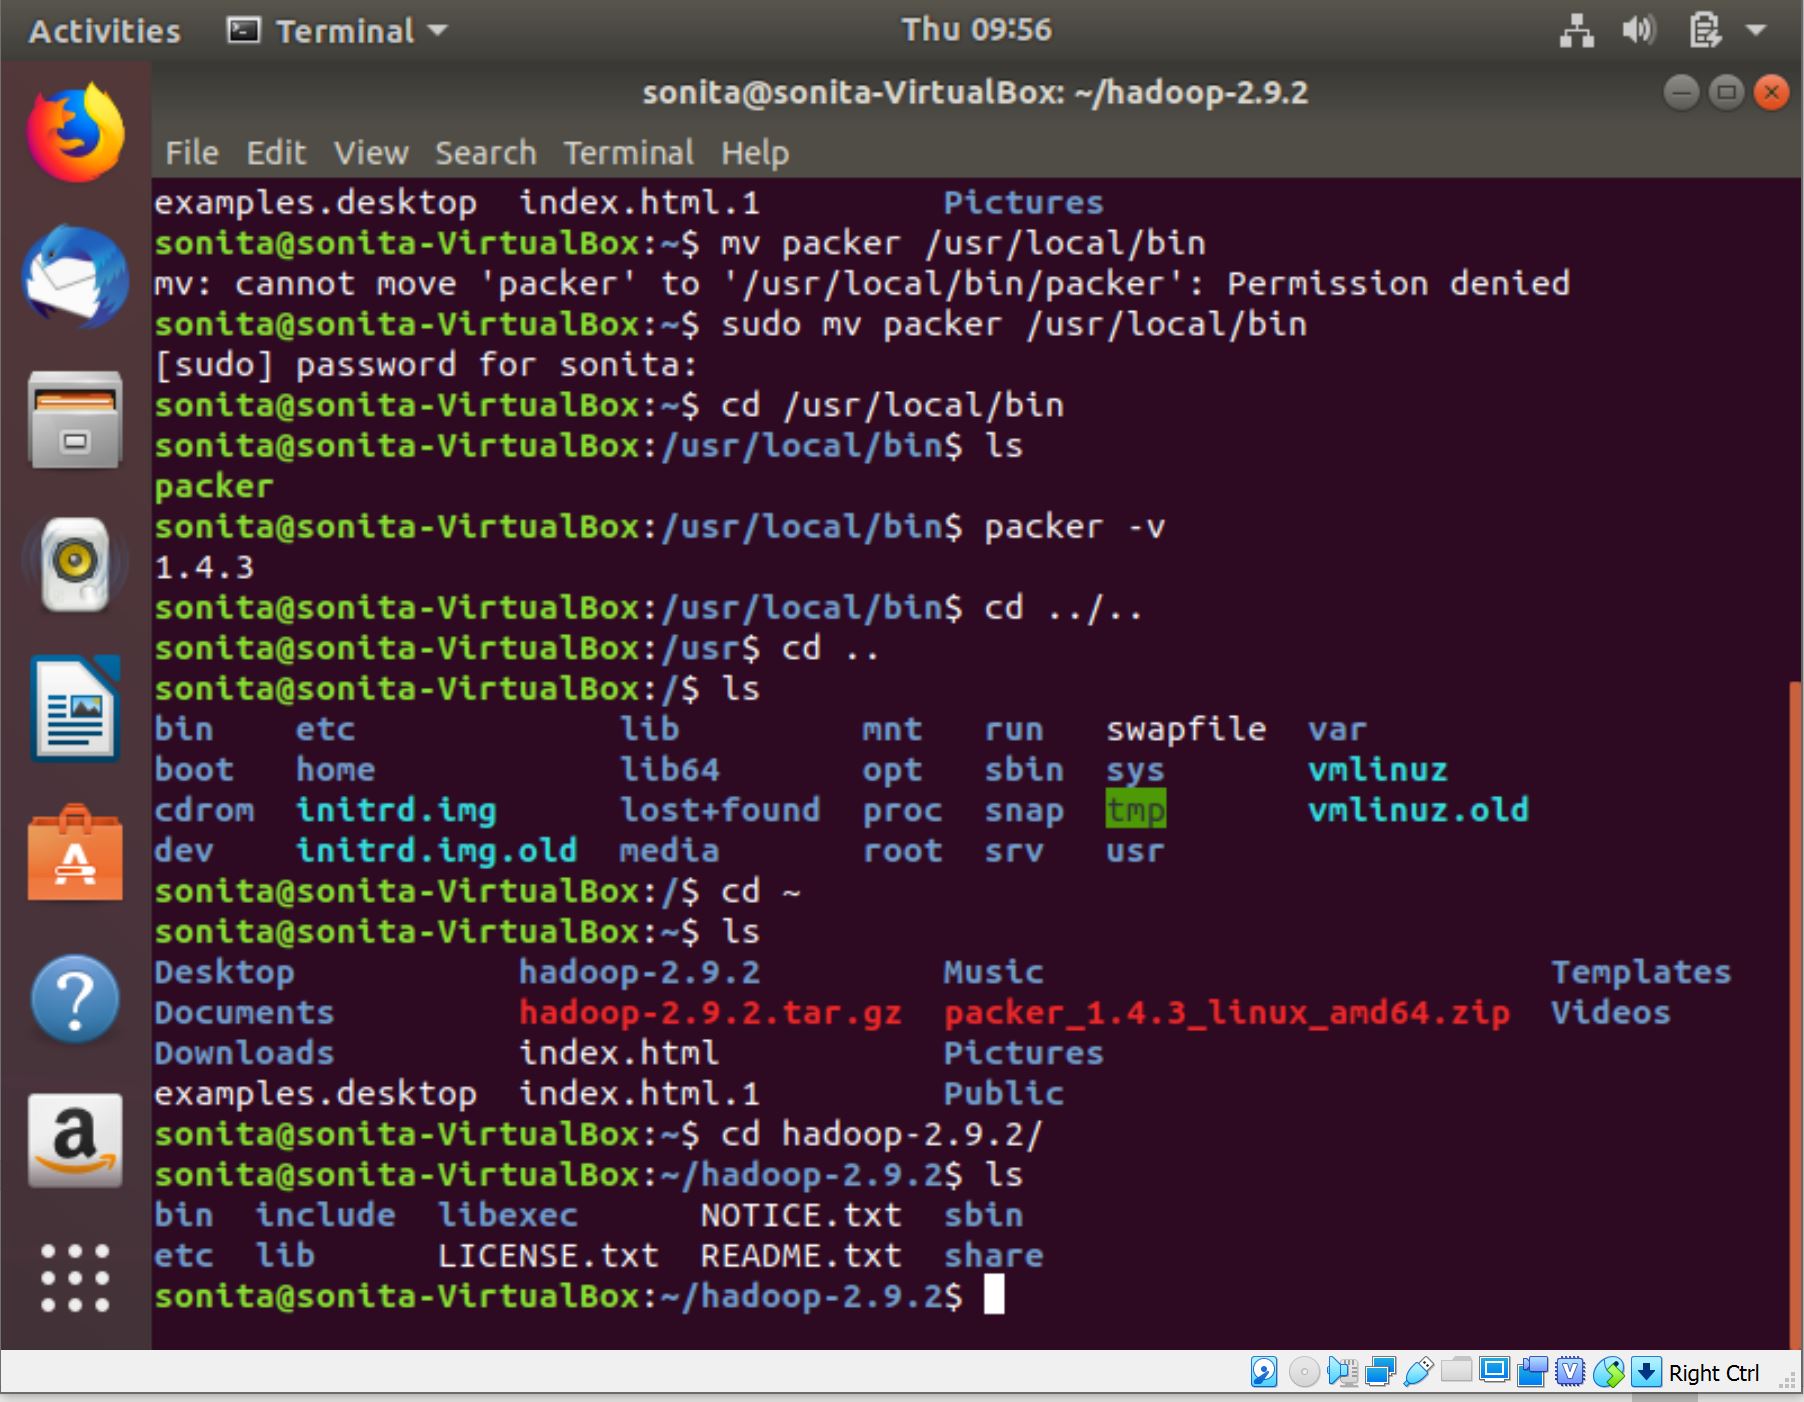 Activities Terminal Thu 09:56
sonita@sonita-VirtualBox: ~/hadoop-2.9.2
File Edit View Search Terminal Help
examples.desktop  index.html.1         Pictures
sonita@sonita-VirtualBox:~$ mv packer /usr/local/bin
mv: cannot move 'packer' to '/usr/local/bin/packer': Permission denied
sonita@sonita-VirtualBox:~$ sudo mv packer /usr/local/bin
[sudo] password for sonita:
sonita@sonita-VirtualBox:~$ cd /usr/local/bin
sonita@sonita-VirtualBox:/usr/local/bin$ ls
packer
sonita@sonita-VirtualBox:/usr/local/bin$ packer -v
1.4.3
sonita@sonita-VirtualBox:/usr/local/bin$ cd ../..
sonita@sonita-VirtualBox:/usr$ cd ..
sonita@sonita-VirtualBox:/$ ls
bin    etc             lib         mnt   run   swapfile  var
boot   home            lib64       opt   sbin  sys       vmlinuz
cdrom  initrd.img      lost+found  proc  snap  tmp       vmlinuz.old
dev    initrd.img.old  media       root  srv   usr
sonita@sonita-VirtualBox:/$ cd ~
sonita@sonita-VirtualBox:~$ ls
Desktop           hadoop-2.9.2         Music                         Templates
Documents         hadoop-2.9.2.tar.gz  packer_1.4.3_linux_amd64.zip  Videos
Downloads         index.html           Pictures
examples.desktop  index.html.1         Public
sonita@sonita-VirtualBox:~$ cd hadoop-2.9.2/
sonita@sonita-VirtualBox:~/hadoop-2.9.2$ ls
bin  include  libexec      NOTICE.txt  sbin
etc  lib      LICENSE.txt  README.txt  share
sonita@sonita-VirtualBox:~/hadoop-2.9.2$
Right Ctrl